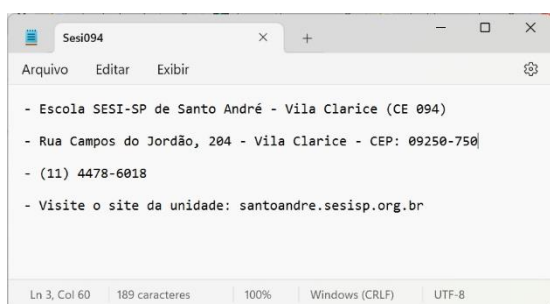 Sesi094
Arquivo Editar Exibir
- Escola SESI-SP de Santo André - Vila Clarice (CE 094)
- Rua Campos do Jordão, 204 - Vila Clarice - CEP: 09250-750
- (11) 4478-6018
- Visite o site da unidade: santoandre.sesisp.org.br
Ln 3, Col 60 189 caracteres 100% Windows (CRLF) UTF-8